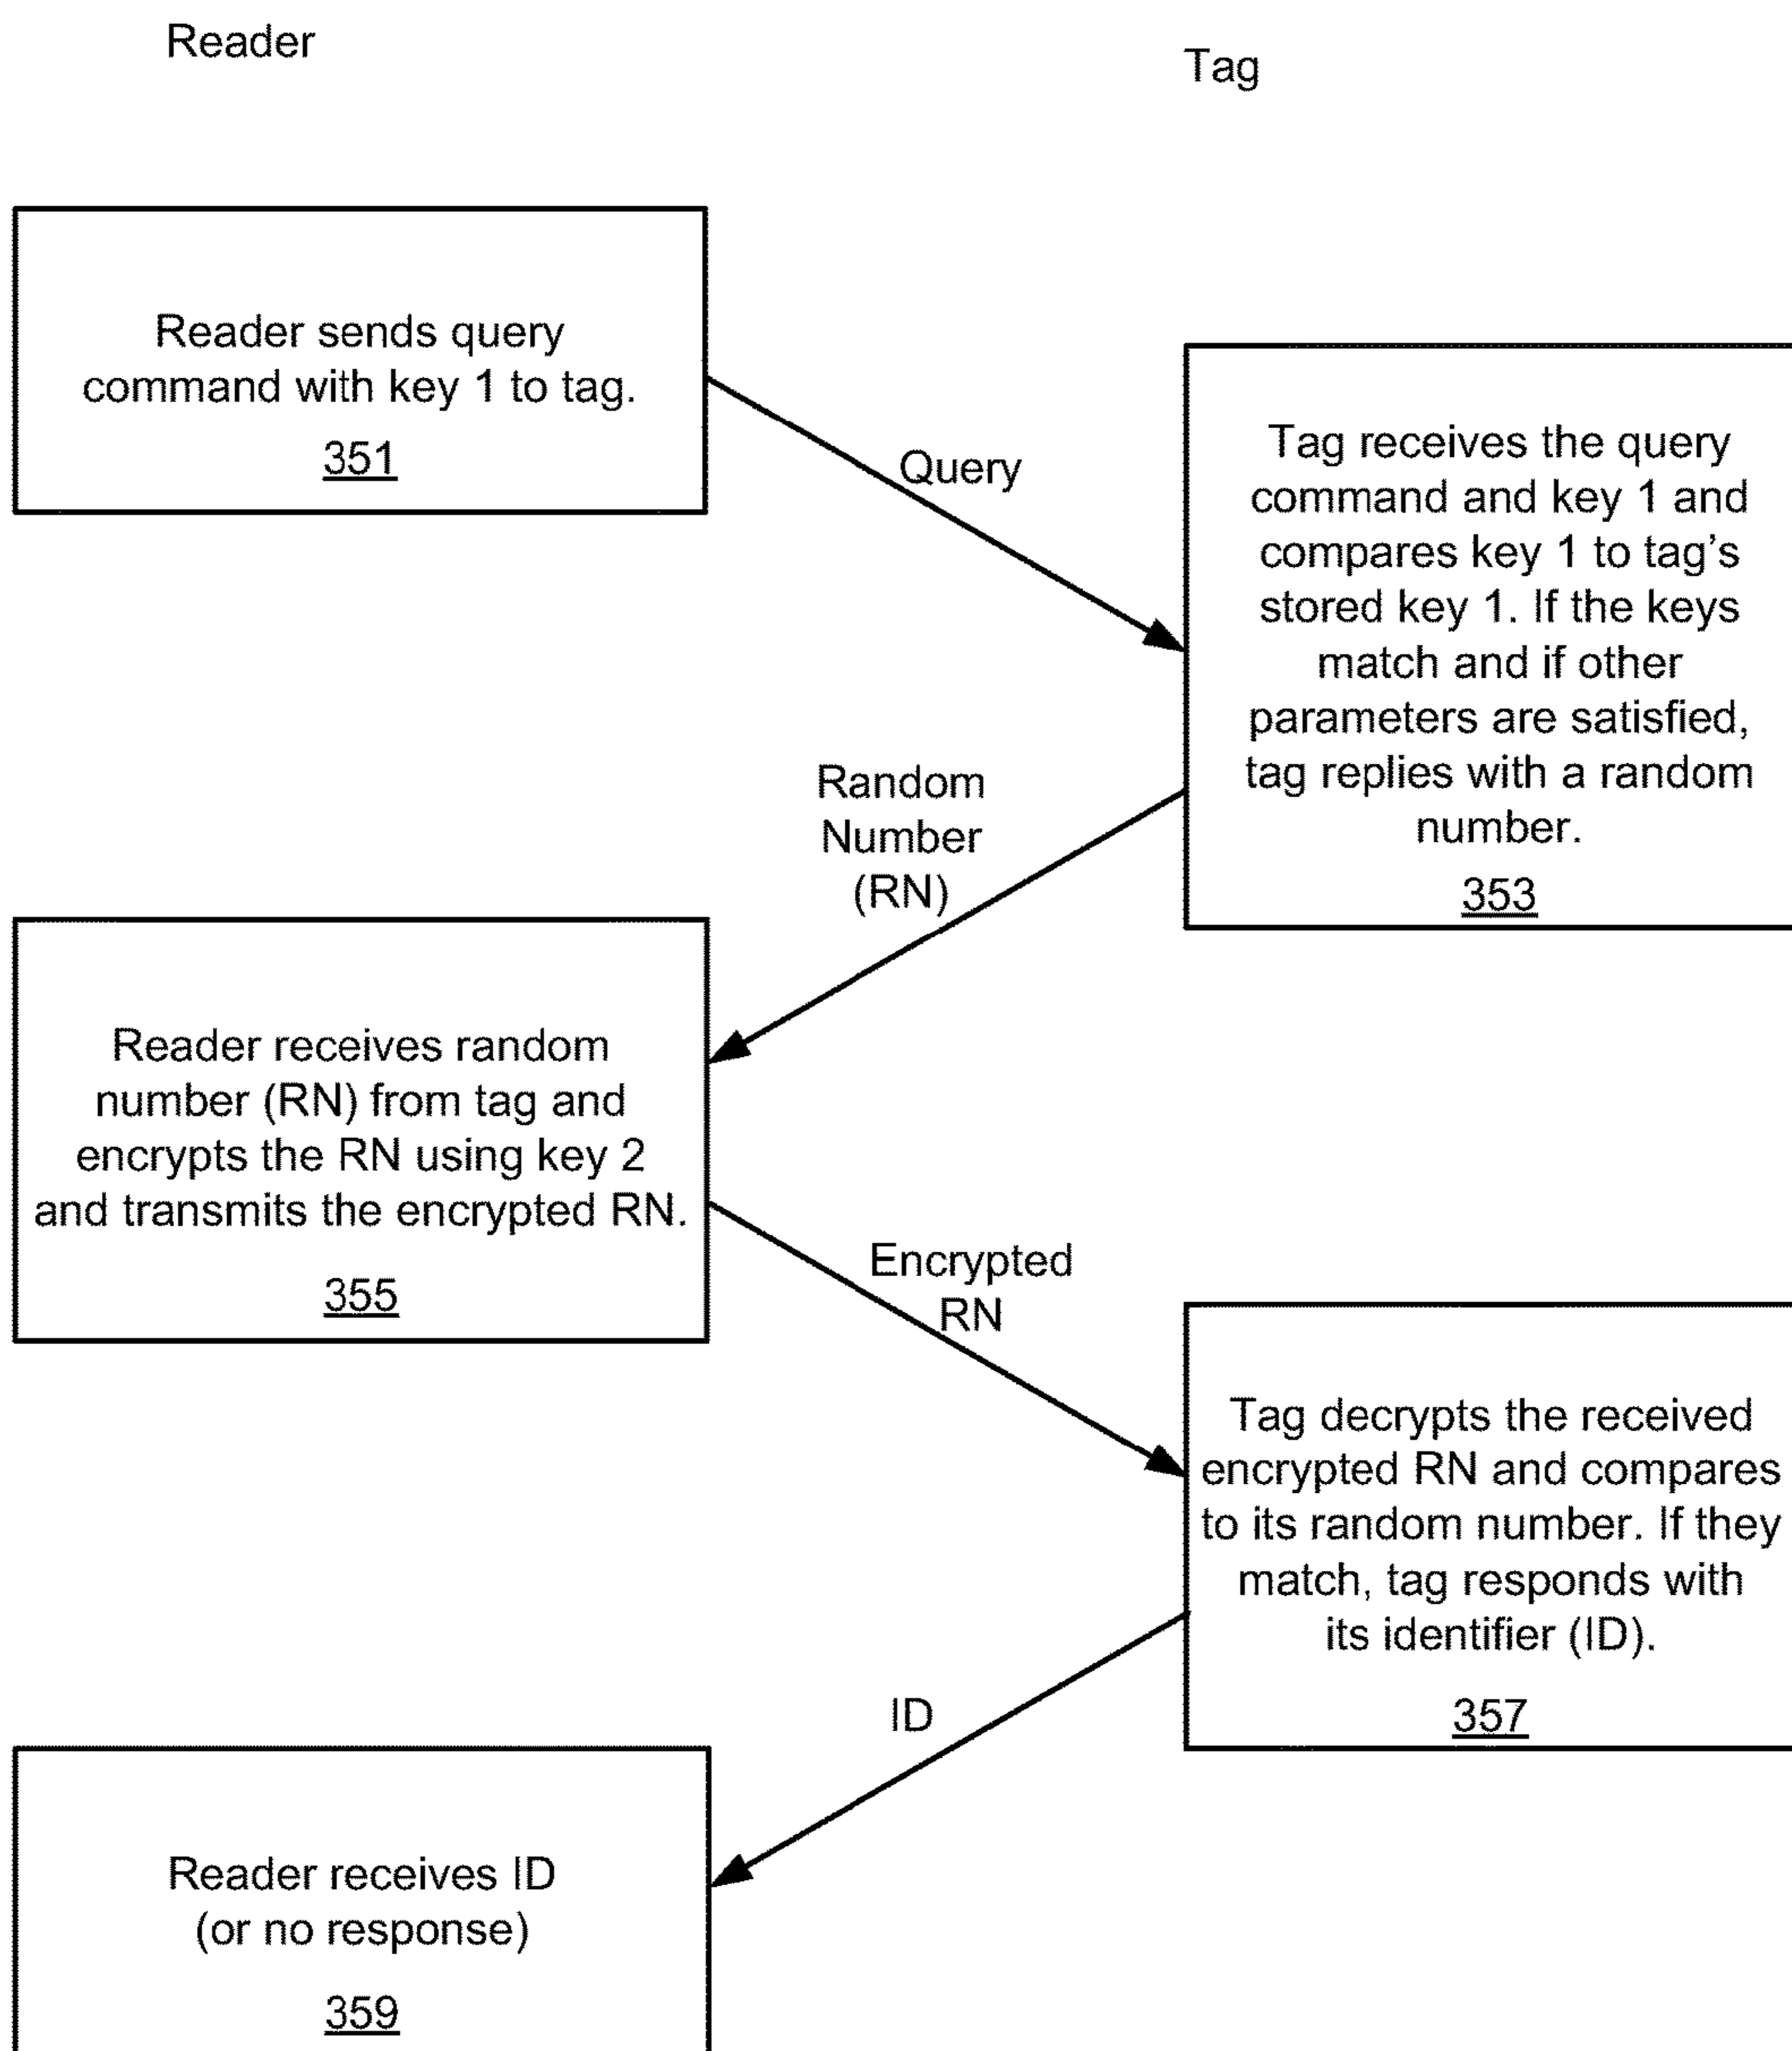 Reader
Tag
Reader sends query
command with key 1 to tag.
351
Query
Tag receives the query
command and key 1 and
compares key 1 to tag's
stored key 1. If the keys
match and if other
parameters are satisfied,
tag replies with a random
number.
353
Random
Number
(RN)
Reader receives random
number (RN) from tag and
encrypts the RN using key 2
and transmits the encrypted RN.
355
Encrypted
RN
Tag decrypts the received
encrypted RN and compares
to its random number. If they
match, tag responds with
its identifier (ID).
357
ID
Reader receives ID
(or no response)
359